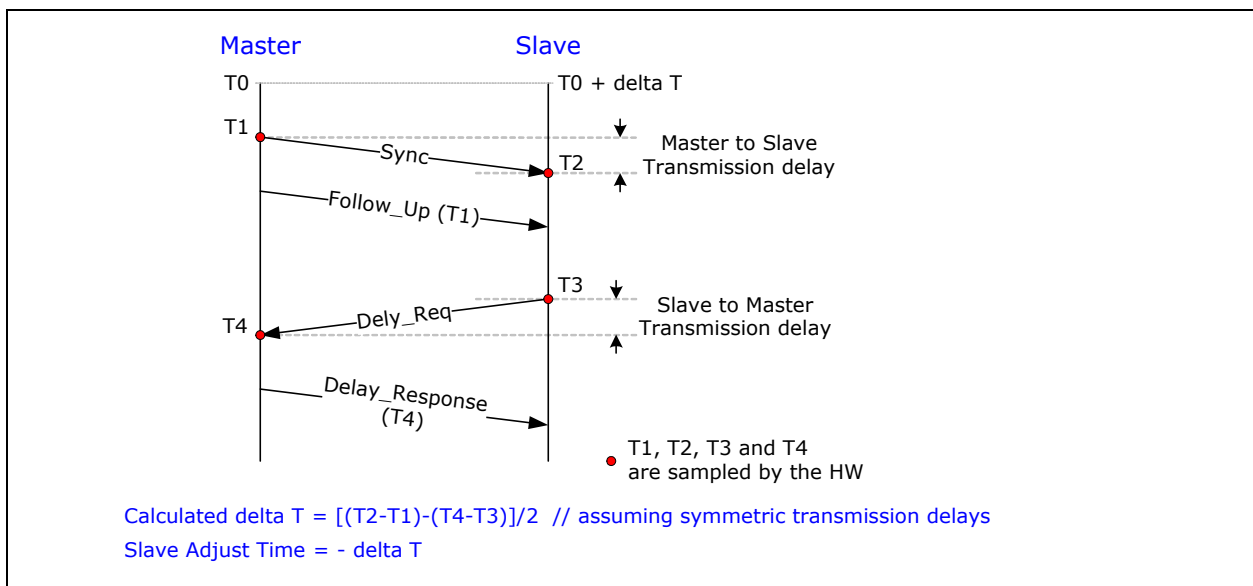 Master
Slave
T0
T0 + delta T
T1
Sync
T2
Master to Slave
Transmission delay
Follow_Up (T1)
T3
Dely_Req
T4
Slave to Master
Transmission delay
Delay_Response
(T4)
T1, T2, T3 and T4
are sampled by the HW
Calculated delta T = [(T2-T1)-(T4-T3)]/2 // assuming symmetric transmission delays
Slave Adjust Time = - delta T